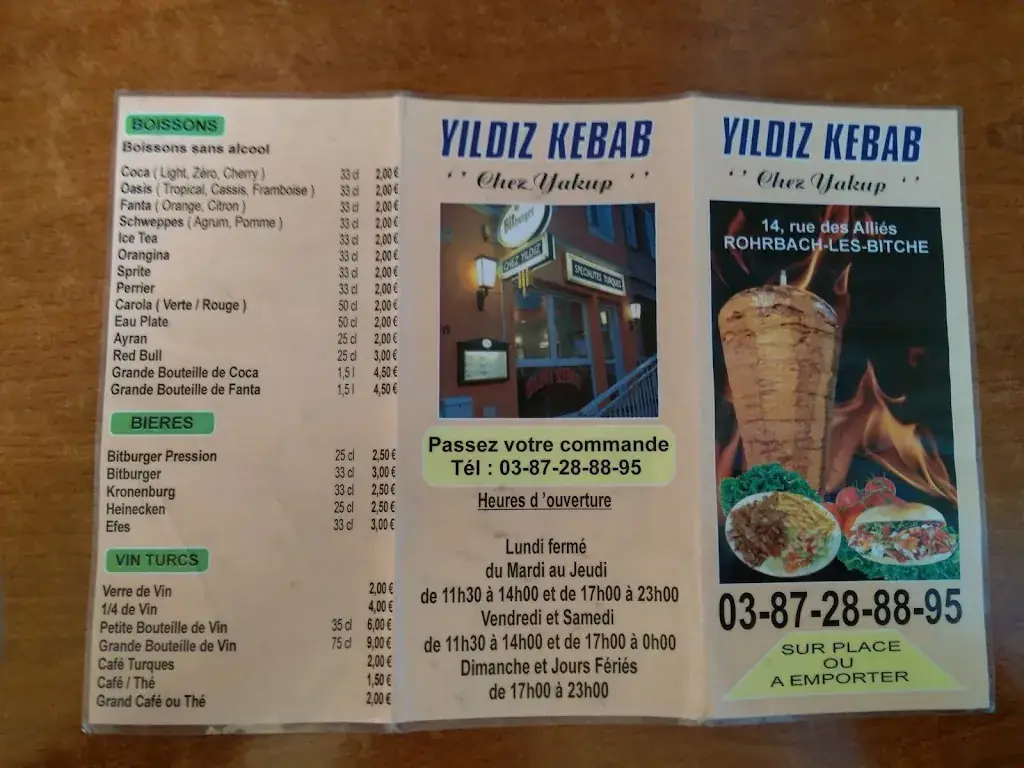 BOISSONS
Boissons sans alcool
Coca ( Light, Zéro, Cherry ) 33 cl 2,00 €
Oasis ( Tropical, Cassis, Framboise ) 33 cl 2,00 €
Fanta ( Orange, Citron ) 33 cl 2,00 €
Schweppes ( Agrum, Pomme ) 33 cl 2,00 €
Ice Tea 33 cl 2,00 €
Orangina 33 cl 2,00 €
Sprite 33 cl 2,00 €
Perrier 33 cl 2,00 €
Carola ( Verte / Rouge ) 50 cl 2,00 €
Eau Plate 50 cl 2,00 €
Ayran 25 cl 2,00 €
Red Bull 25 cl 3,00 €
Grande Bouteille de Coca 1,5 l 4,50 €
Grande Bouteille de Fanta 1,5 l 4,50 €
BIERES
Bitburger Pression 25 cl 2,50 €
Bitburger 33 cl 3,00 €
Kronenburg 33 cl 2,50 €
Heinecken 25 cl 2,50 €
Efes 33 cl 3,00 €
VIN TURCS
Verre de Vin 2,00 €
1/4 de Vin 4,00 €
Petite Bouteille de Vin 35 cl 6,00 €
Grande Bouteille de Vin 75 cl 9,00 €
Café Turques 2,00 €
Café / Thé 1,50 €
Grand Café ou Thé 2,00 €
YILDIZ KEBAB
‘‘ Chez Yakup ‘‘
Bitburger
CHEZ YILDIZ
SPECIALITES TURQUES
Passez votre commande
Tél : 03-87-28-88-95
Heures d 'ouverture
Lundi fermé
du Mardi au Jeudi
de 11h30 à 14h00 et de 17h00 à 23h00
Vendredi et Samedi
de 11h30 à 14h00 et de 17h00 à 0h00
Dimanche et Jours Fériés
de 17h00 à 23h00
YILDIZ KEBAB
‘‘ Chez Yakup ‘‘
14, rue des Alliés
ROHRBACH-LES-BITCHE
03-87-28-88-95
SUR PLACE
OU
A EMPORTER